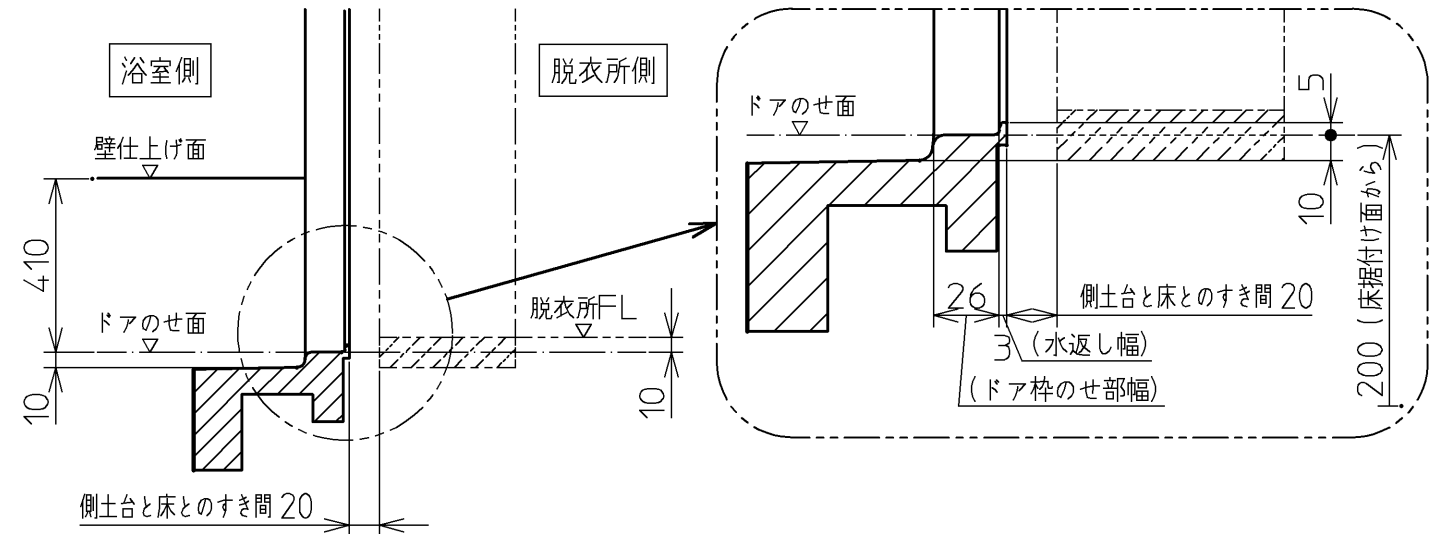 浴室側
脱衣所側
壁仕上げ面
410
ドアのせ面
10
脱衣所FL
10
側土台と床とのすき間 20
ドアのせ面
5
10
200(床据付け面から)
26
側土台と床とのすき間 20
3 (水返し幅)
(ドア枠のせ部幅)